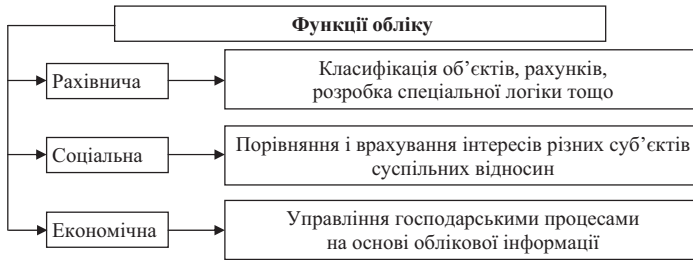 Функції обліку
Рахівнича
Класифікація об’єктів, рахунків,
розробка спеціальної логіки тощо
Соціальна
Порівняння і врахування інтересів різних суб’єктів
суспільних відносин
Економічна
Управління господарськими процесами
на основі облікової інформації